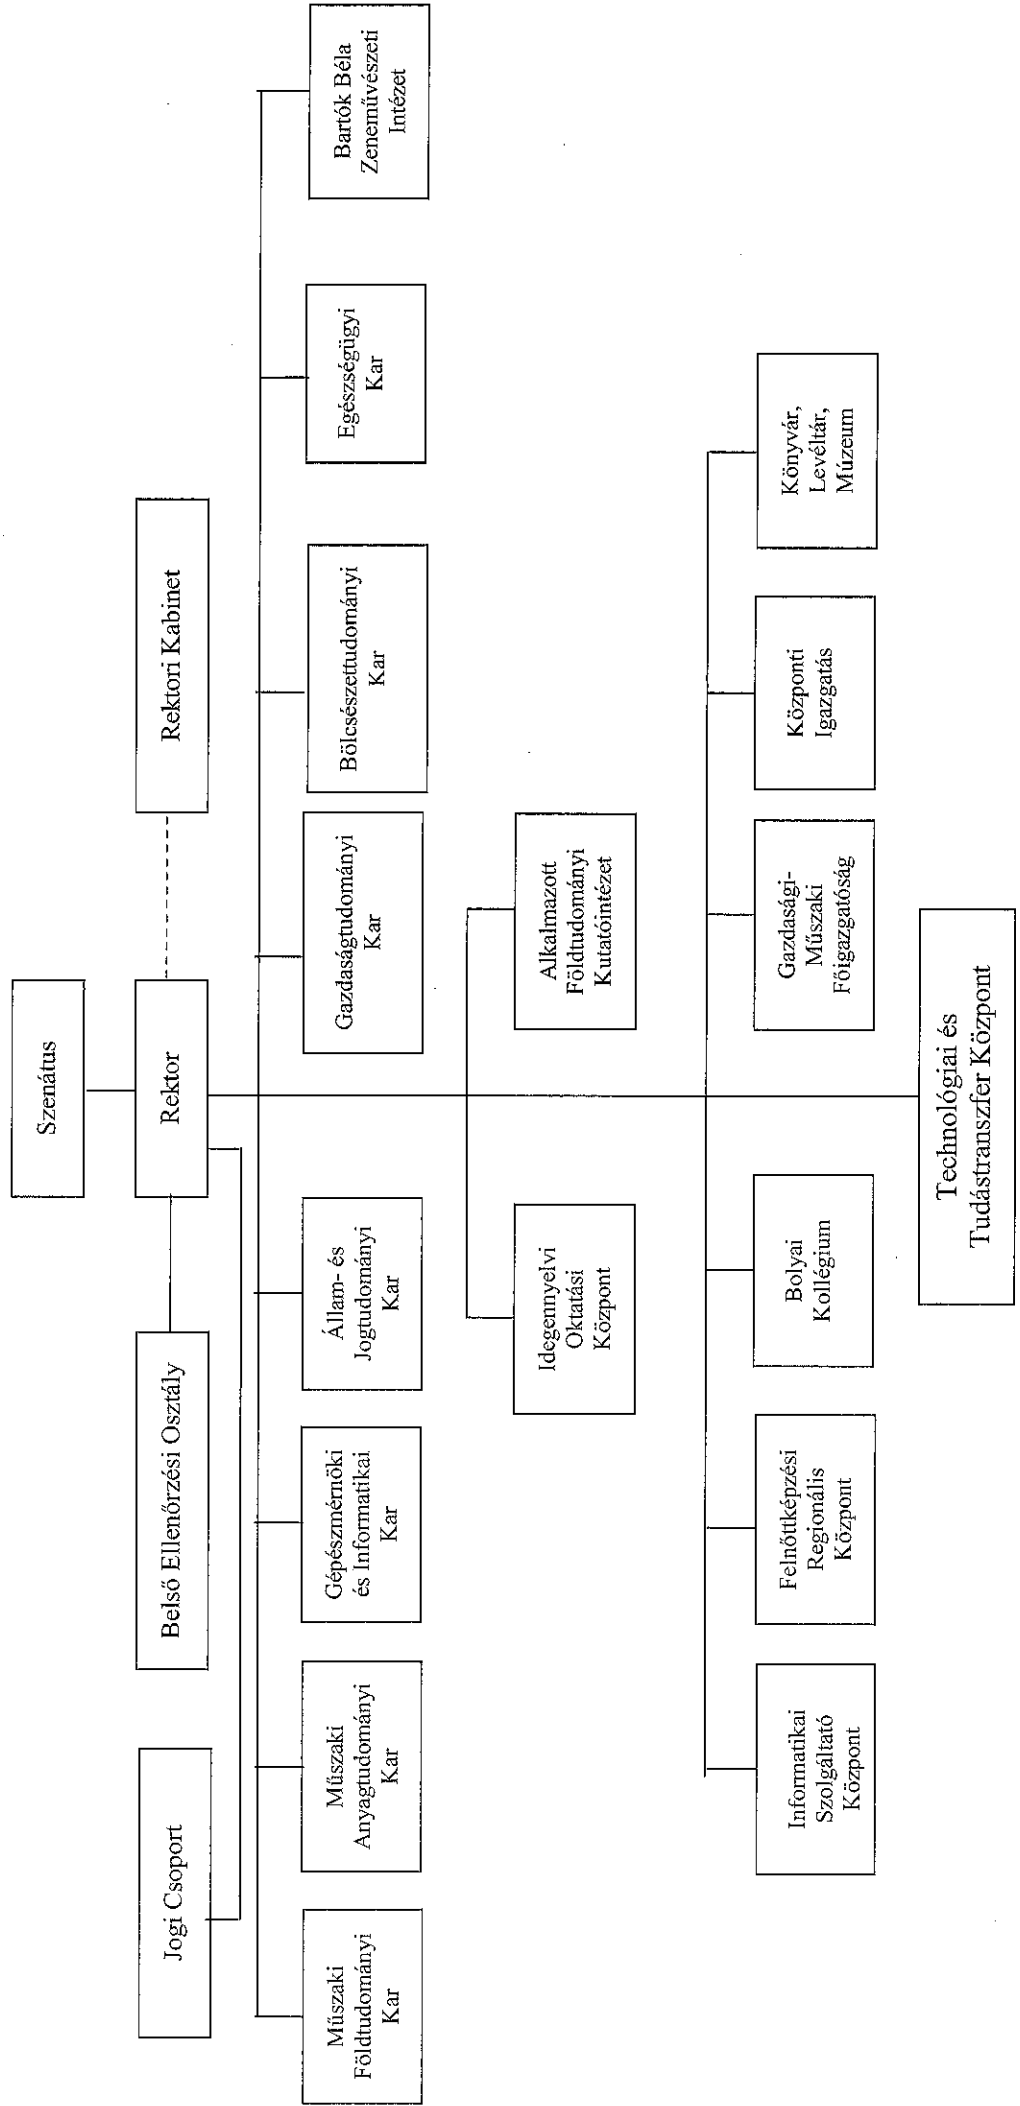 Szenátus
Jogi Csoport
Belső Ellenőrzési Osztály
Rektor
Rektori Kabinet
Műszaki
Földtudományi
Kar
Műszaki
Anyagtudományi
Kar
Gépészmérnöki
és Informatikai
Kar
Állam- és
Jogtudományi
Kar
Gazdaságtudományi
Kar
Bölcsészettudományi
Kar
Egészségügyi
Kar
Bartók Béla
Zeneművészeti
Intézet
Idegennyelvi
Oktatási
Központ
Alkalmazott
Földtudományi
Kutatóintézet
Informatikai
Szolgáltató
Központ
Felnőttképzési
Regionális
Központ
Bolyai
Kollégium
Gazdasági-
Műszaki
Főigazgatóság
Központi
Igazgatás
Könyvár,
Levéltár,
Múzeum
Technológiai és
Tudástranszfer Központ